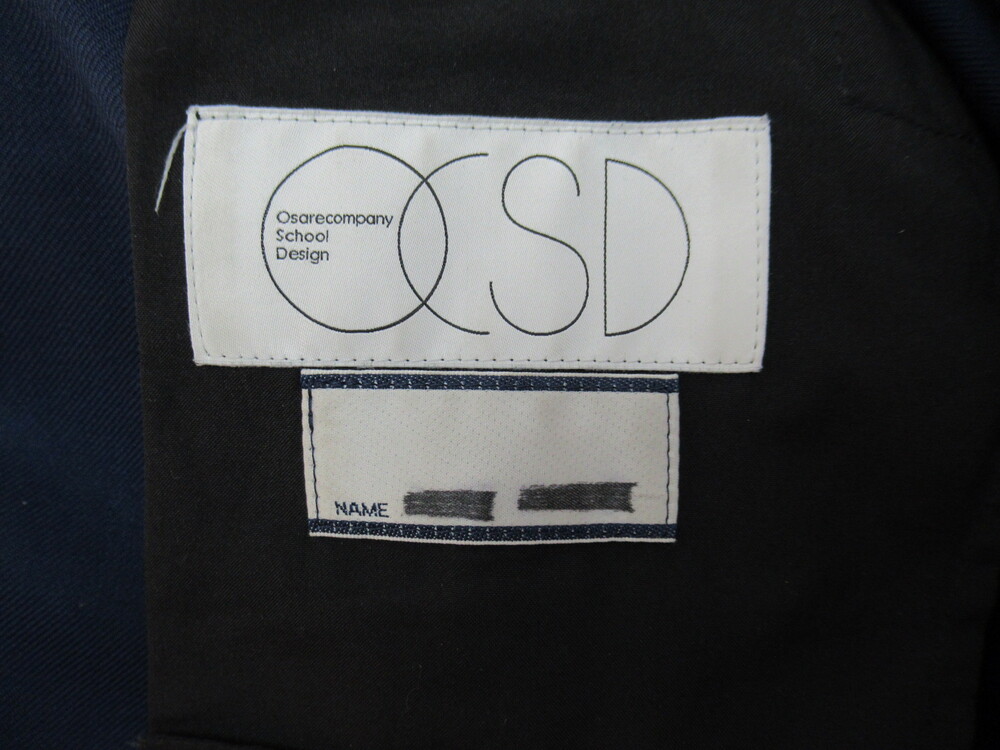 OCSD
Osarecompany
School
Design
NAME